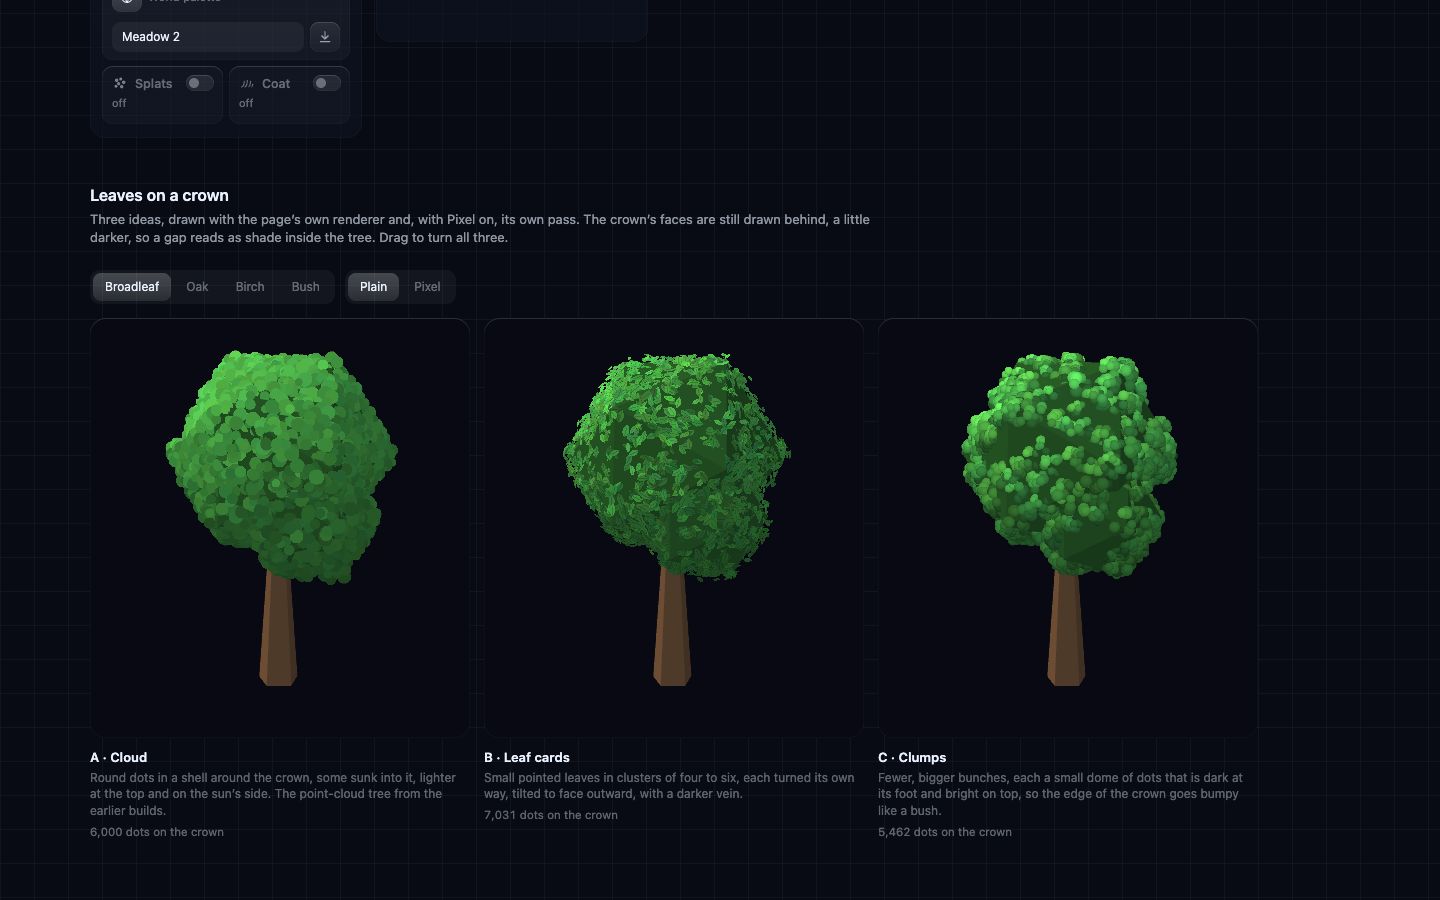 Meadow 2
Splats
off
Coat
off
Leaves on a crown
Three ideas, drawn with the page's own renderer and, with Pixel on, its own pass. The crown's faces are still drawn behind, a little
darker, so a gap reads as shade inside the tree. Drag to turn all three.
Broadleaf Oak Birch Bush Plain Pixel
A · Cloud
Round dots in a shell around the crown, some sunk into it, lighter
at the top and on the sun's side. The point-cloud tree from the
earlier builds.
6,000 dots on the crown
B · Leaf cards
Small pointed leaves in clusters of four to six, each turned its own
way, tilted to face outward, with a darker vein.
7,031 dots on the crown
C · Clumps
Fewer, bigger bunches, each a small dome of dots that is dark at
its foot and bright on top, so the edge of the crown goes bumpy
like a bush.
5,462 dots on the crown